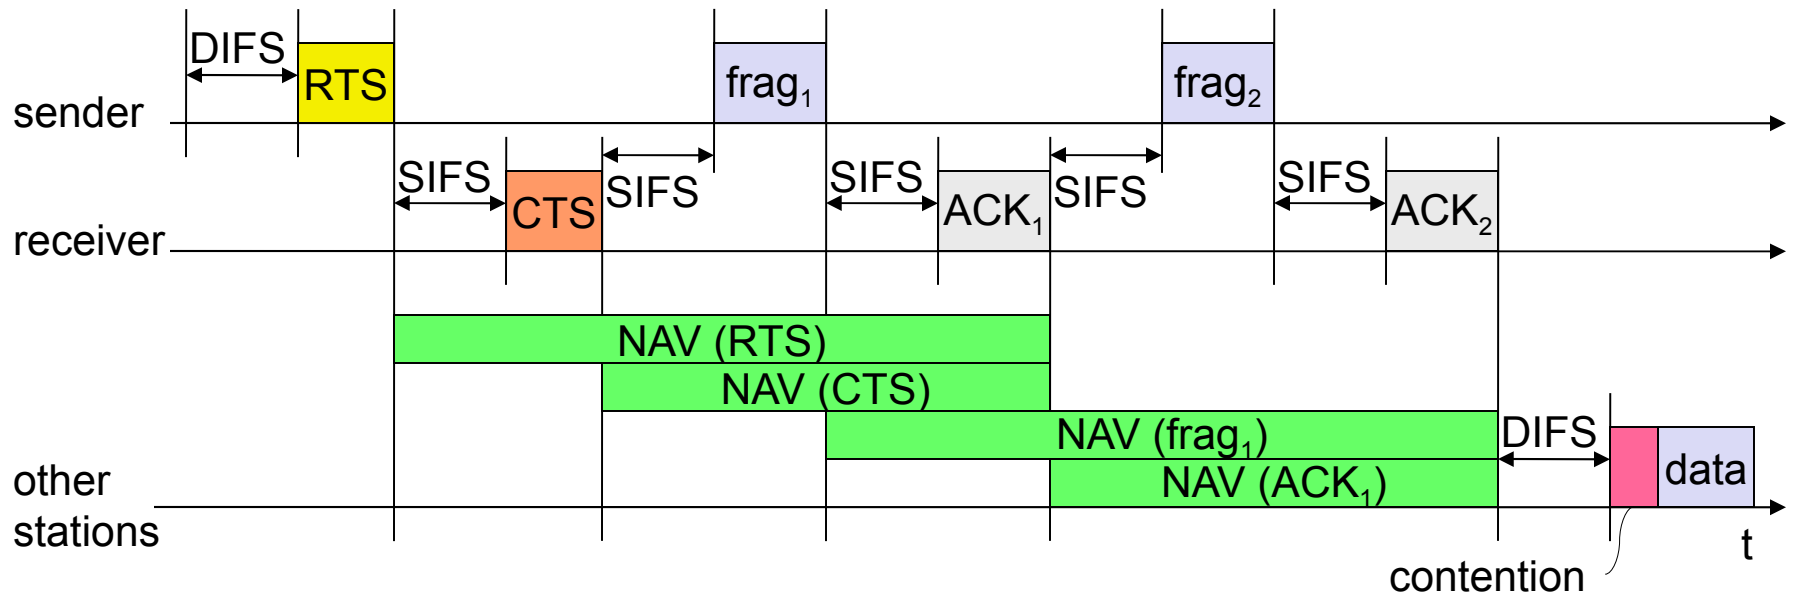 DIFS
RTS
frag₁
frag₂
sender
SIFS
CTS
SIFS
SIFS
ACK₁
SIFS
SIFS
ACK₂
receiver
NAV (RTS)
NAV (CTS)
NAV (frag₁)
DIFS
NAV (ACK₁)
data
other
stations
t
contention